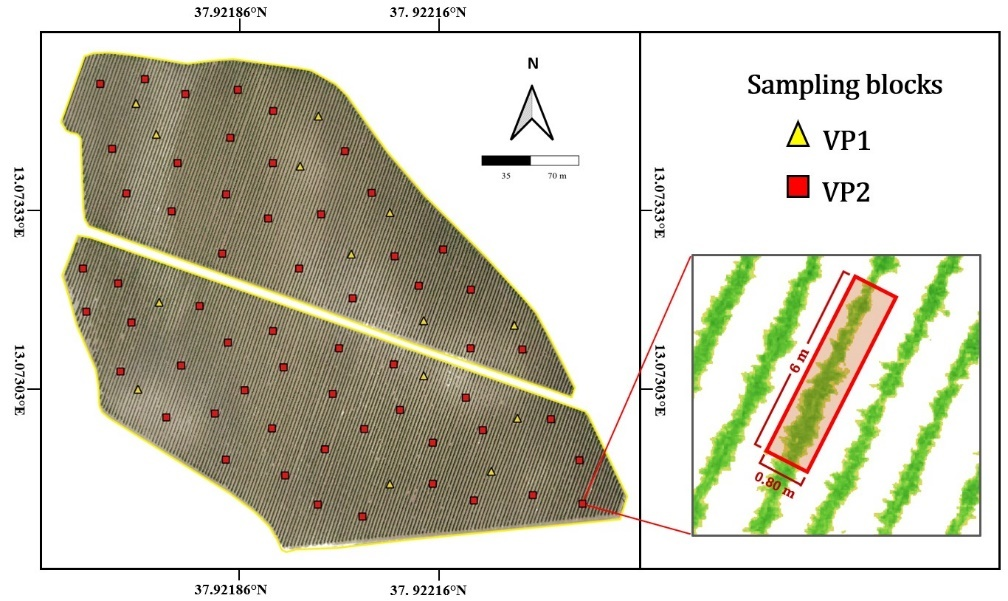 37.92186°N 37.92216°N
N
35 70 m
13.07333°E
13.07303°E
13.07333°E
13.07303°E
Sampling blocks
VP1
VP2
6 m
0.80 m
37.92186°N 37. 92216°N